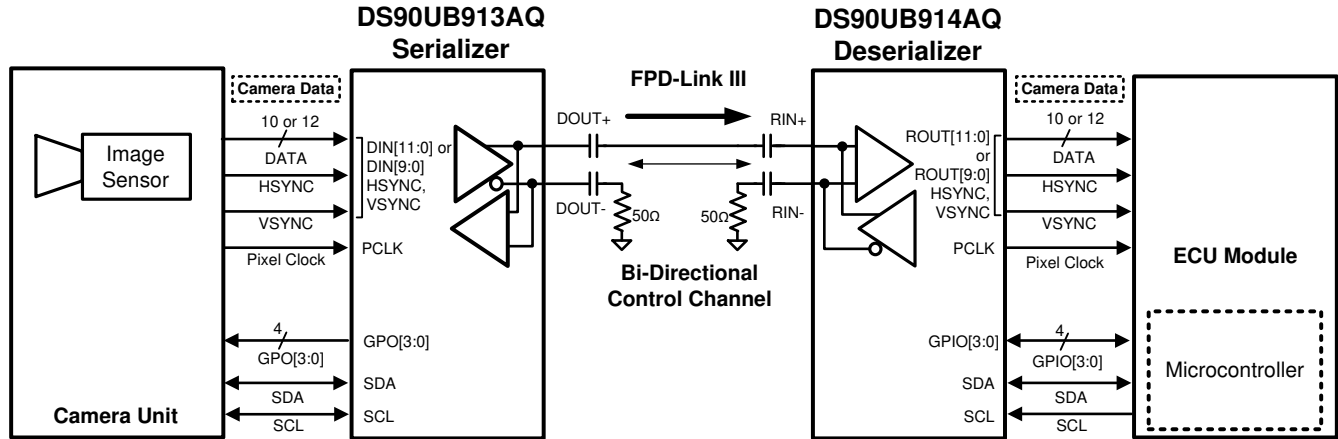 DS90UB913AQ
Serializer
DS90UB914AQ
Deserializer
Camera Data
FPD-Link III
Camera Data
Image
Sensor
10 or 12
DATA
HSYNC
VSYNC
Pixel Clock
DIN[11:0] or
DIN[9:0]
HSYNC,
VSYNC
PCLK
DOUT+
DOUT-
50Ω
RIN+
50Ω
RIN-
Bi-Directional
Control Channel
ROUT[11:0]
or
ROUT[9:0]
HSYNC,
VSYNC
PCLK
10 or 12
DATA
HSYNC
VSYNC
Pixel Clock
ECU Module
4
GPO[3:0]
GPO[3:0]
SDA
SDA
SCL
SCL
Camera Unit
GPIO[3:0]
4
GPIO[3:0]
SDA
SDA
SCL
SCL
Microcontroller